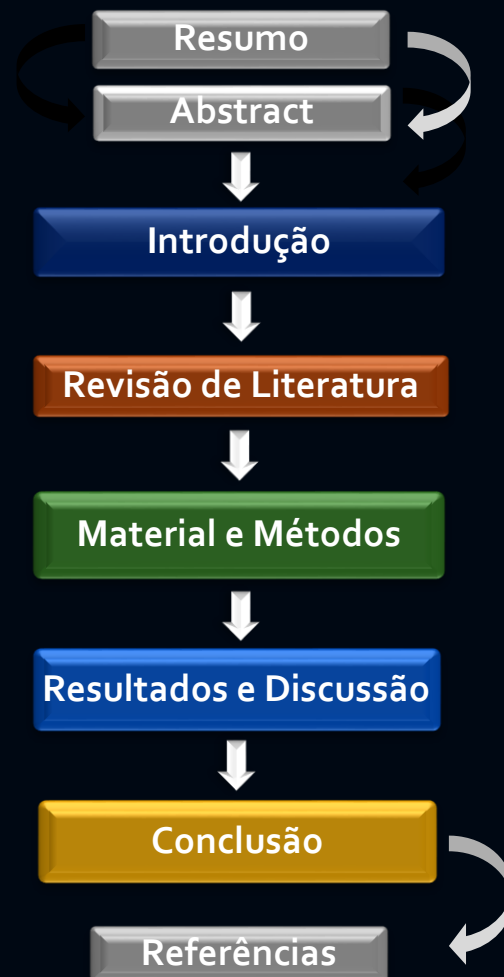 Resumo
Abstract
Introdução
Revisão de Literatura
Material e Métodos
Resultados e Discussão
Conclusão
Referências